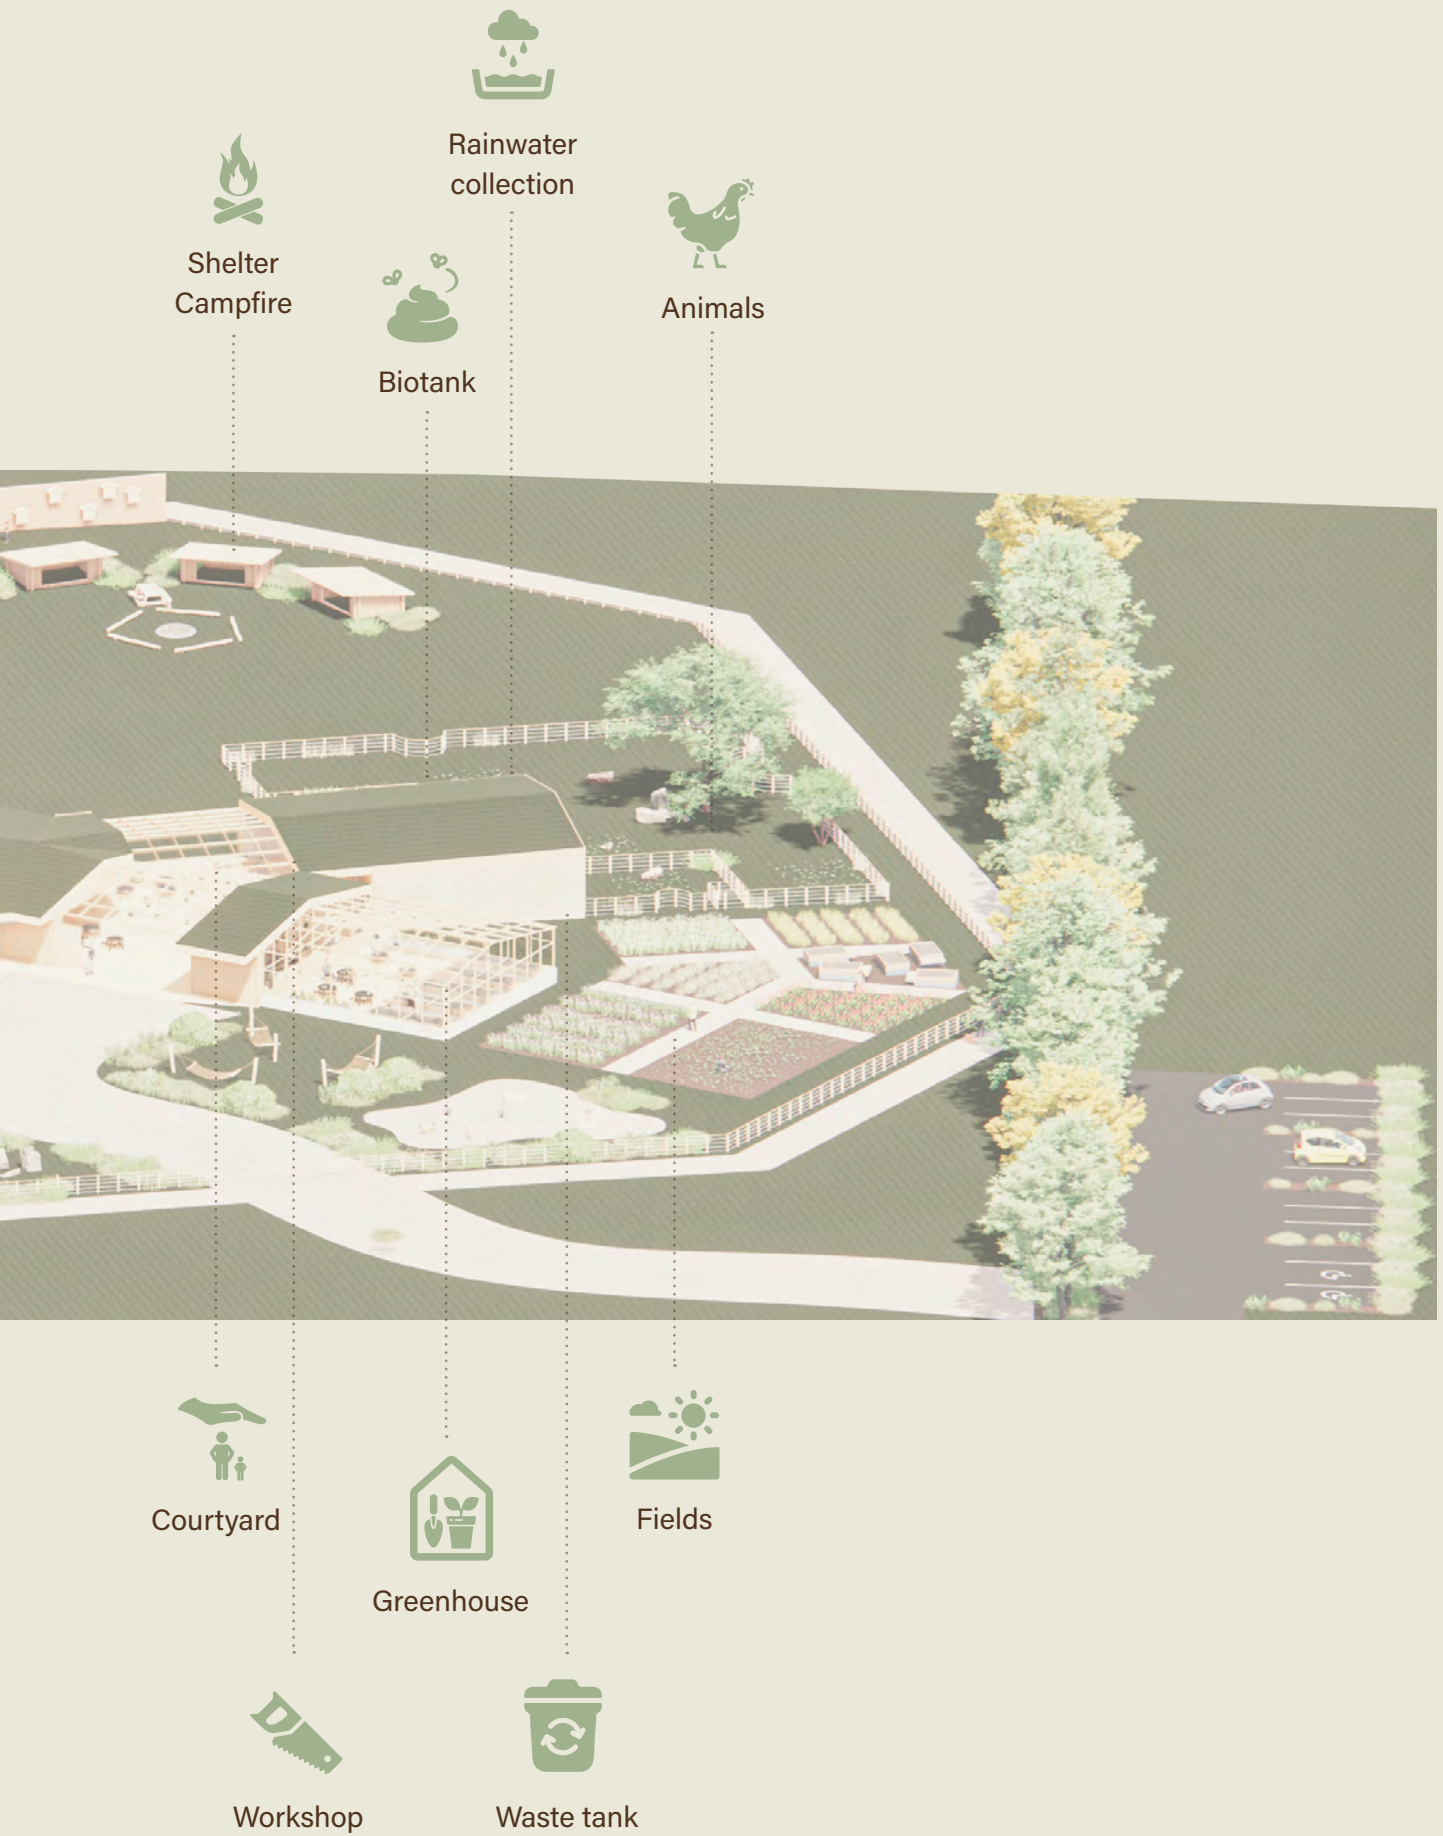 Rainwater
collection
Shelter
Campfire
Animals
Biotank
Courtyard
Fields
Greenhouse
Workshop
Waste tank